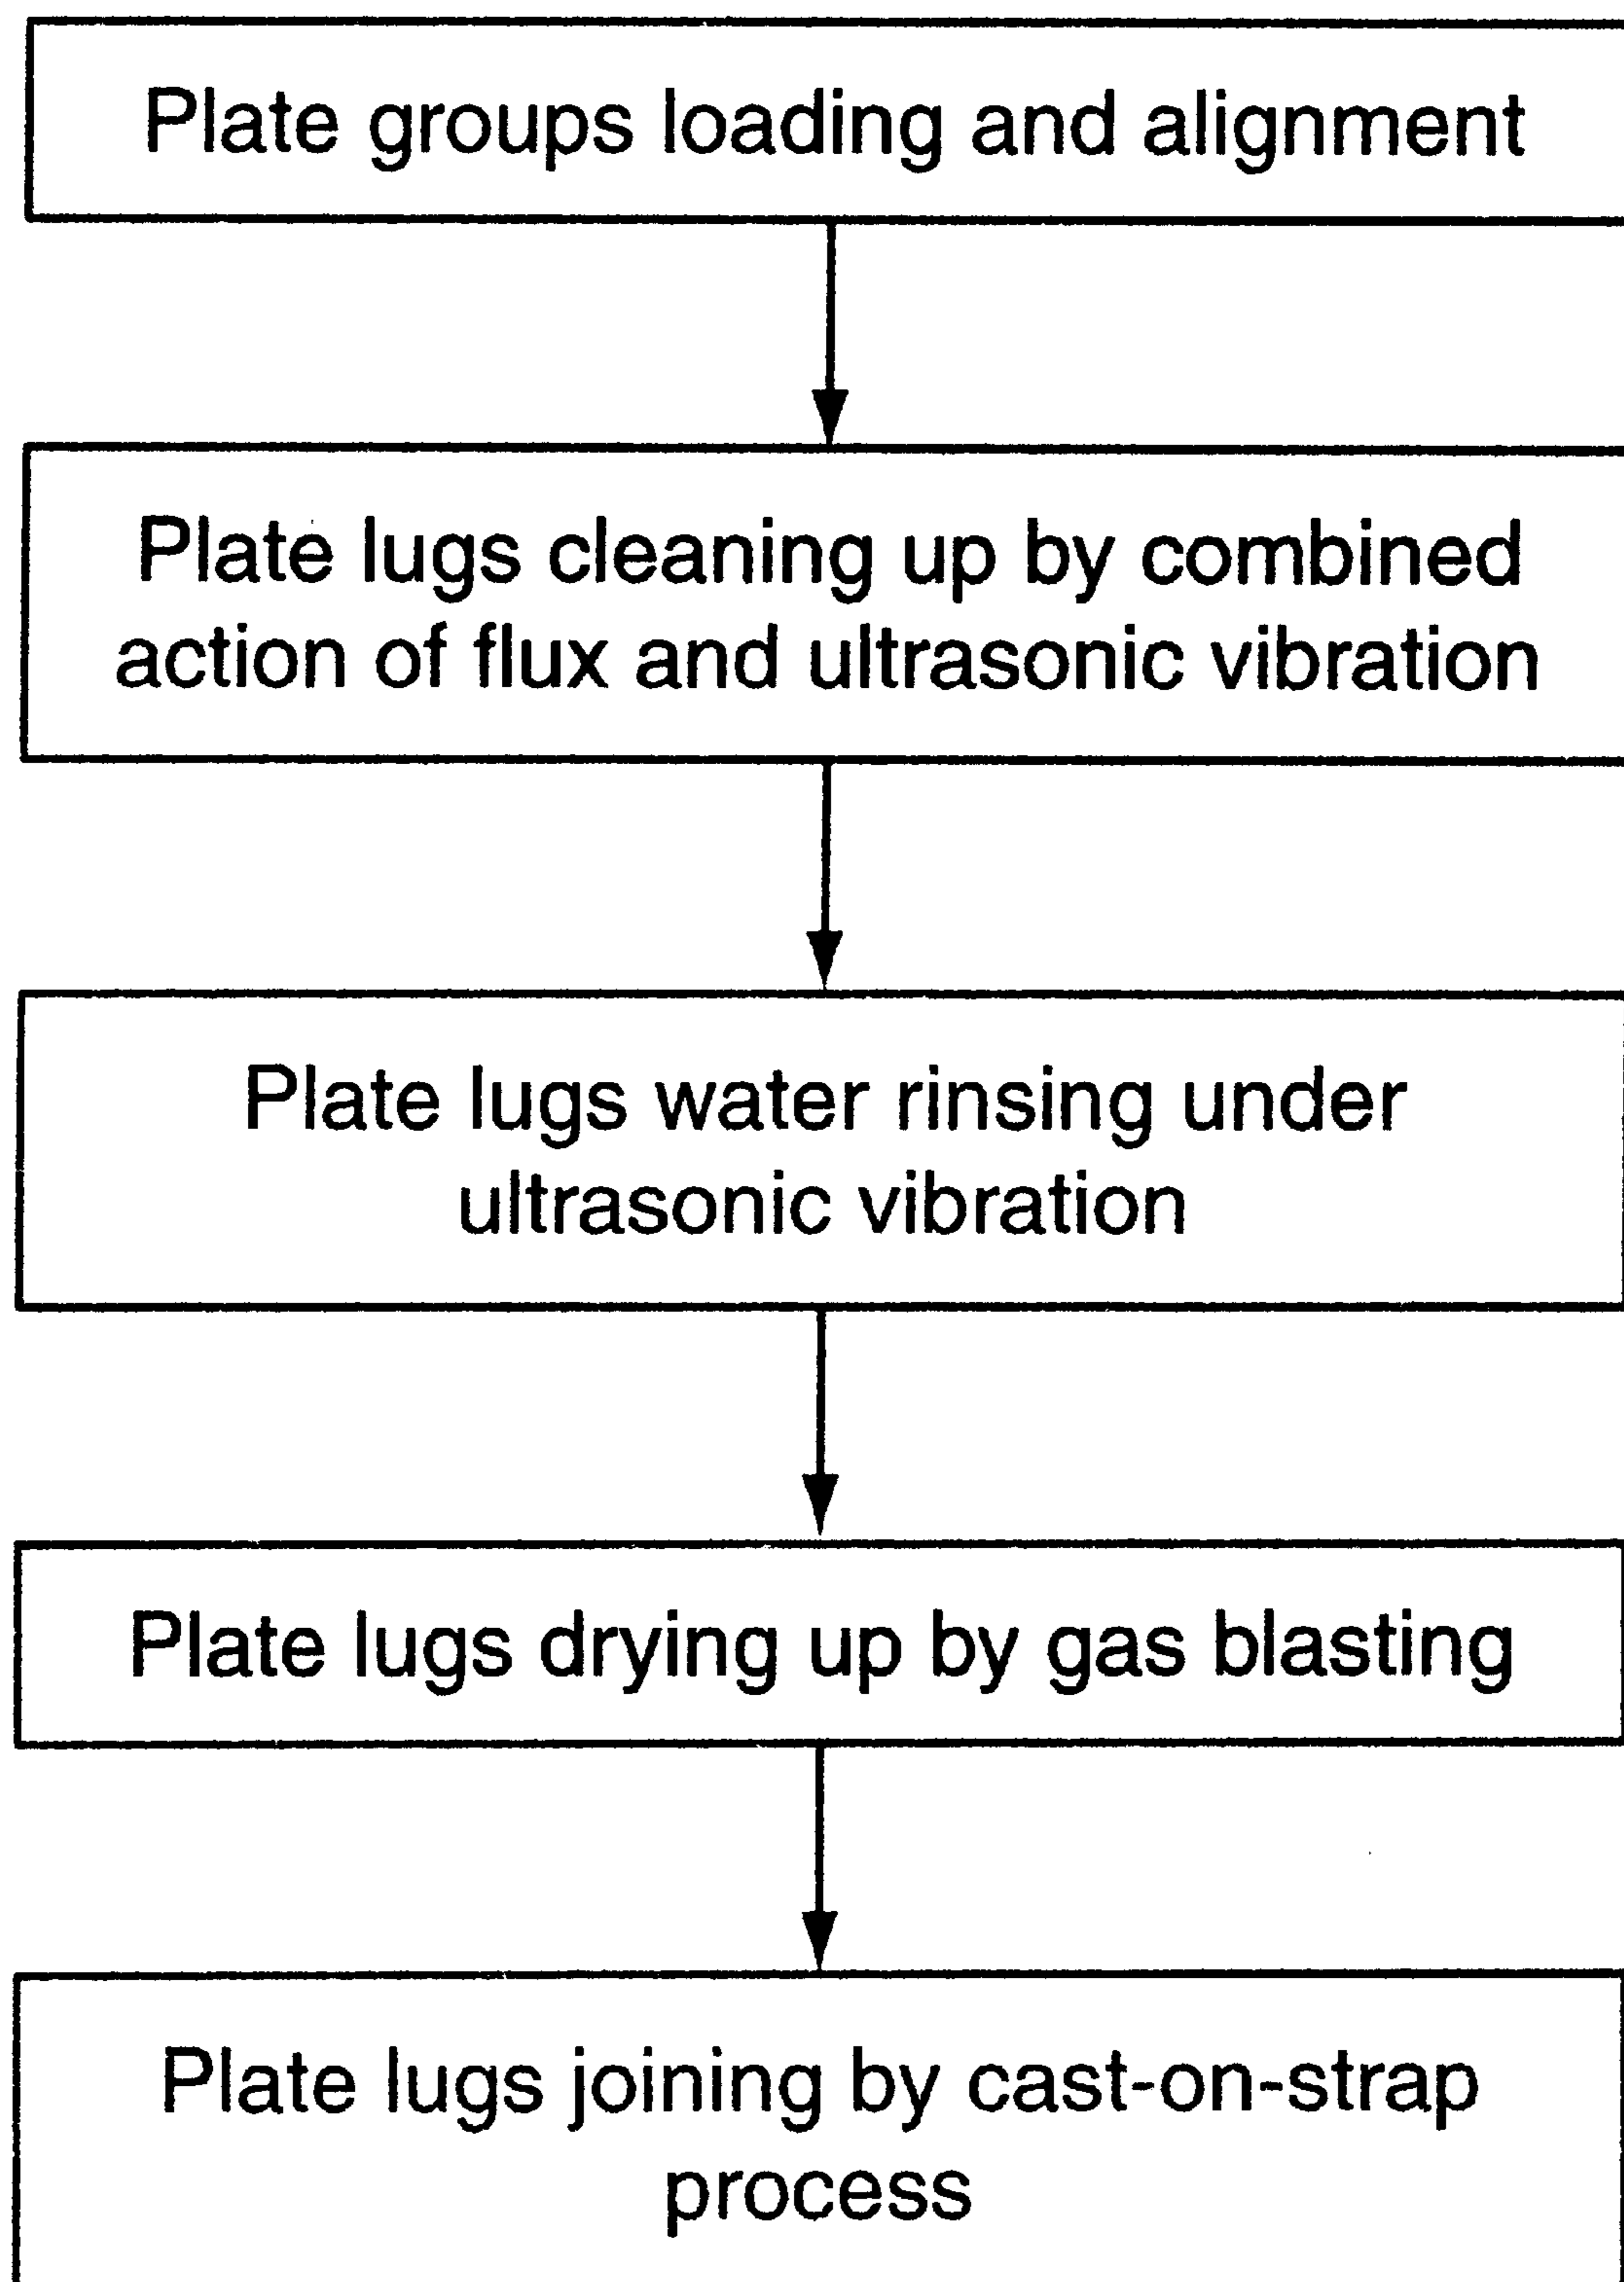 Plate groups loading and alignment
Plate lugs cleaning up by combined
action of flux and ultrasonic vibration
Plate lugs water rinsing under
ultrasonic vibration
Plate lugs drying up by gas blasting
Plate lugs joining by cast-on-strap
process